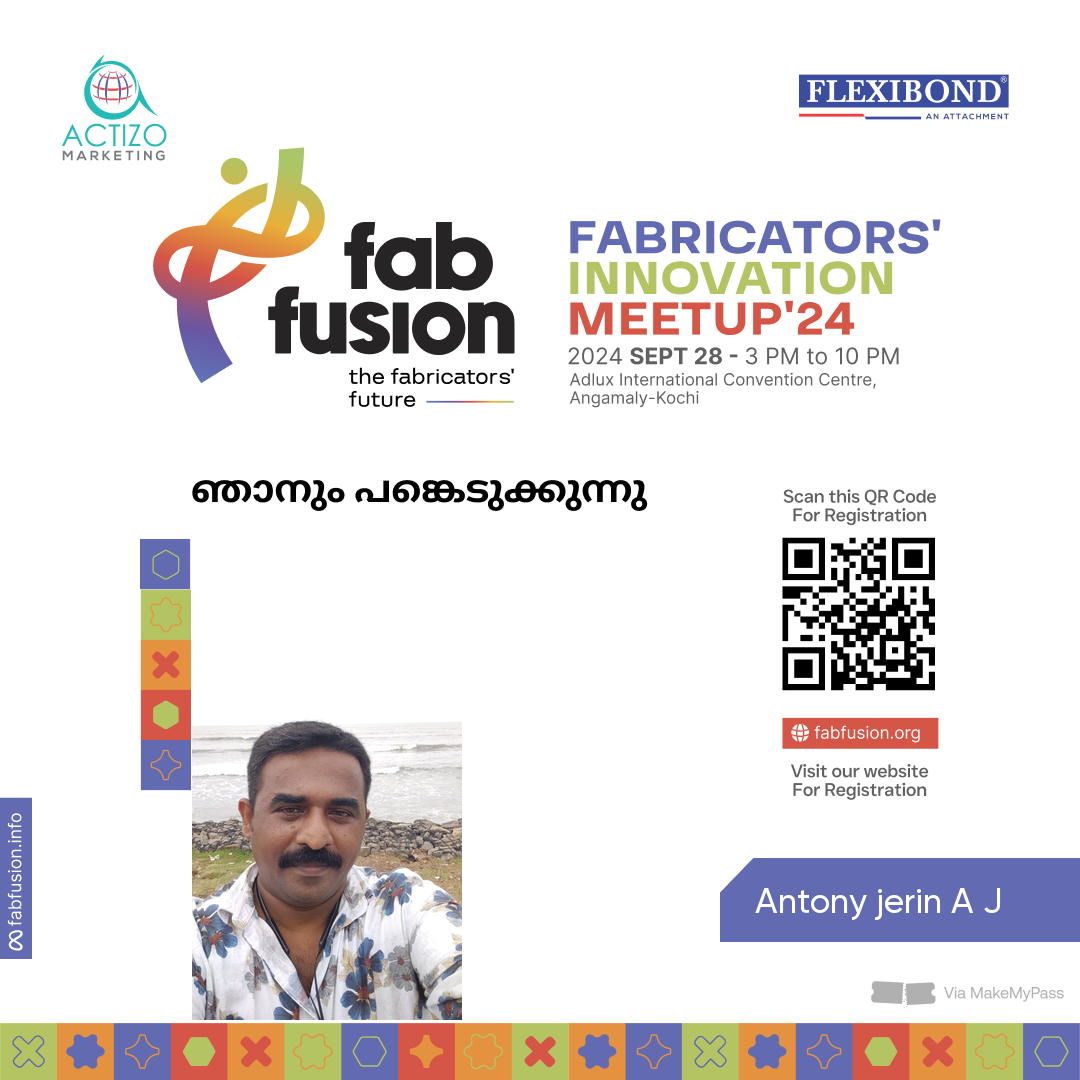 ACTIZO
MARKETING
FLEXIBOND®
AN ATTACHMENT
fab
fusion
the fabricators'
future
FABRICATORS'
INNOVATION
MEETUP'24
2024 SEPT 28 - 3 PM to 10 PM
Adlux International Convention Centre,
Angamaly-Kochi
ഞാനും പങ്കെടുക്കുന്നു
Scan this QR Code
For Registration
fabfusion.org
Visit our website
For Registration
fabfusion.info
Antony jerin A J
Via MakeMyPass